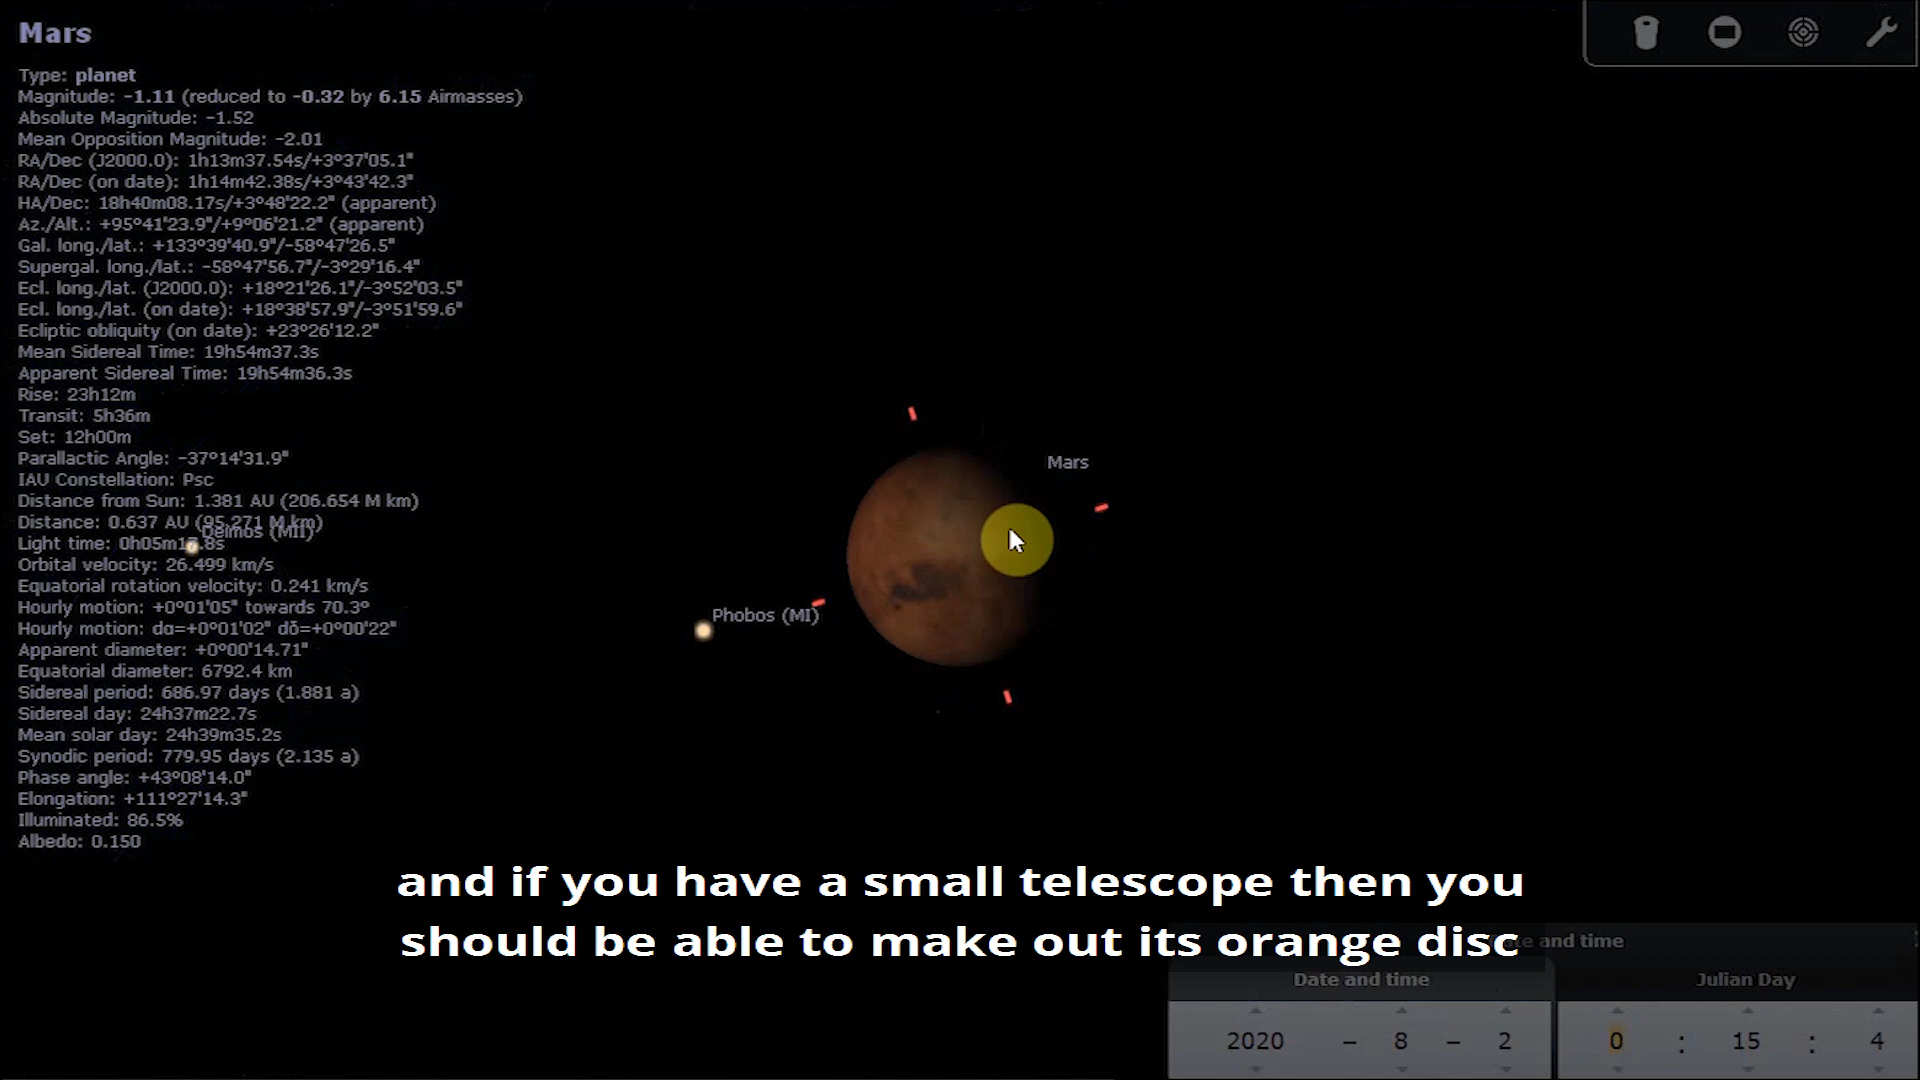 Mars
Type: planet
Magnitude: -1.11 (reduced to -0.32 by 6.15 Airmasses)
Absolute Magnitude: -1.52
Mean Opposition Magnitude: -2.01
RA/Dec (J2000.0): 1h13m37.54s/+3°37'05.1"
RA/Dec (on date): 1h14m42.38s/+3°43'42.3"
HA/Dec: 18h40m08.17s/+3°48'22.2" (apparent)
Az./Alt.: +95°41'23.9"/+9°06'21.2" (apparent)
Gal. long./lat.: +133°39'40.9"/-58°47'26.5"
Supergal. long./lat.: -58°47'56.7"/-3°29'16.4"
Ecl. long./lat. (J2000.0): +18°21'26.1"/-3°52'03.5"
Ecl. long./lat. (on date): +18°38'57.9"/-3°51'59.6"
Ecliptic obliquity (on date): +23°26'12.2"
Mean Sidereal Time: 19h54m37.3s
Apparent Sidereal Time: 19h54m36.3s
Rise: 23h12m
Transit: 5h36m
Set: 12h00m
Parallactic Angle: -37°14'31.9"
IAU Constellation: Psc
Distance from Sun: 1.381 AU (206.654 M km)
Distance: 0.637 AU (95.271 M km)
Deimos (MII)
Light time:
Orbital velocity: 26.499 km/s
Equatorial rotation velocity: 0.241 km/s
Hourly motion: +0°01'05" towards 70.3°
Hourly motion: dα=+0°01'02" dδ=+0°00'22"
Apparent diameter: +0°00'14.71"
Equatorial diameter: 6792.4 km
Sidereal period: 686.97 days (1.881 a)
Sidereal day: 24h37m22.7s
Mean solar day: 24h39m35.2s
Synodic period: 779.95 days (2.135 a)
Phase angle: +43°08'14.0"
Elongation: +111°27'14.3"
Illuminated: 86.5%
Albedo: 0.150
Mars
Phobos (MI)
and if you have a small telescope then you
should be able to make out its orange disc
and time
Date and time
Julian Day
2020 - 8 - 2
0 : 15 : 4